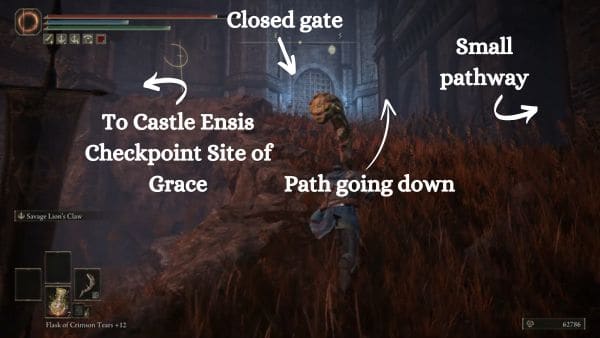 Closed gate
Small
pathway
To Castle Ensis
Checkpoint Site of
Grace
Path going down
Savage Lion's Claw
Flask of Crimson Tears +12
62786